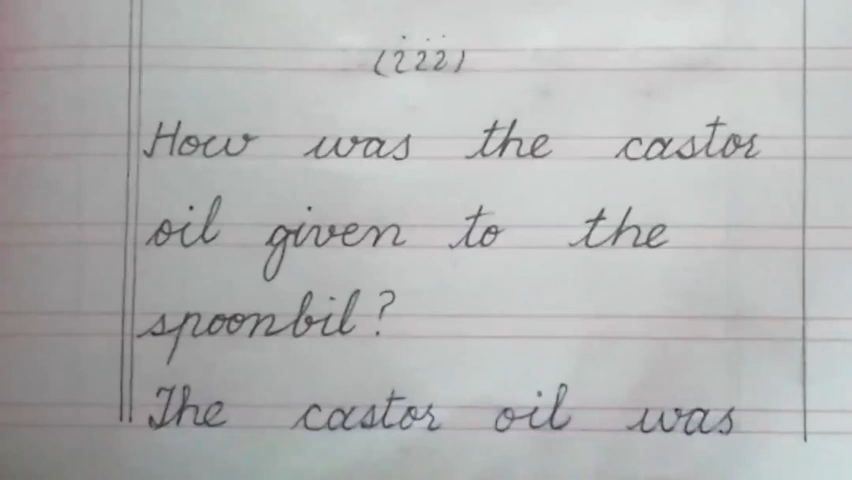 (iii)
How was the castor
oil given to the
spoonbil?
The castor oil was